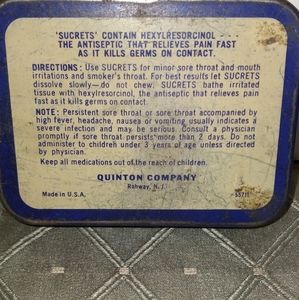 'SUCRETS' CONTAIN HEXYLRESORCINOL ---
THE ANTISEPTIC THAT RELIEVES PAIN FAST
AS IT KILLS GERMS ON CONTACT.
DIRECTIONS: Use SUCRETS for minor sore throat and mouth
irritations and smoker's throat. For best results let SUCRETS
dissolve slowly—do not chew. SUCRETS bathe irritated
tissue with hexylresorcinol, the antiseptic that relieves pain
fast as it kills germs on contact.
NOTE: Persistent sore throat or sore throat accompanied by
high fever, headache, nausea or vomiting usually indicates a
severe infection and may be serious. Consult a physician
promptly if sore throat persists more than 2 days. Do not
administer to children under 3 years of age unless directed
by physician.
Keep all medications out of the reach of children.
QUINTON COMPANY
Rahway, N. J.
Made in U.S.A.